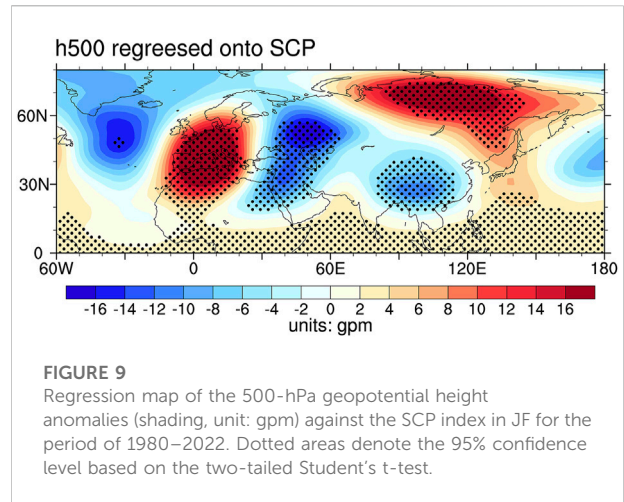 h500 regreesed onto SCP
60N
30N
0
60W 0 60E 120E 180
-16 -14 -12 -10 -8 -6 -4 -2 0 2 4 6 8 10 12 14 16
units: gpm
FIGURE 9
Regression map of the 500-hPa geopotential height
anomalies (shading, unit: gpm) against the SCP index in JF for the
period of 1980–2022. Dotted areas denote the 95% confidence
level based on the two-tailed Student's t-test.